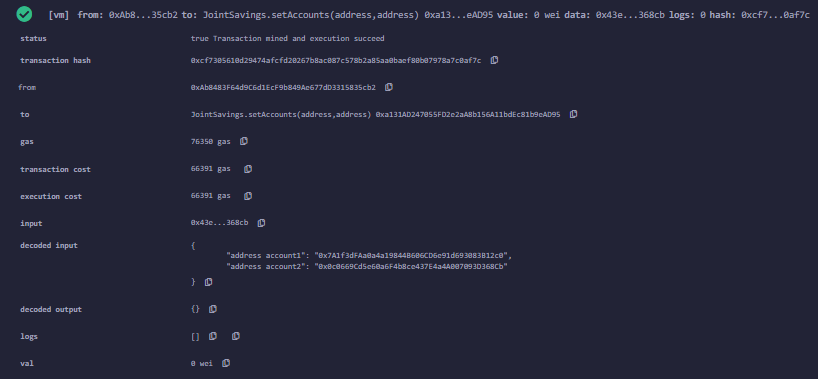 [vm] from: 0xAb8...35cb2 to: JointSavings.setAccounts(address,address) 0xa13...eAD95 value: 0 wei data: 0x43e...368cb logs: 0 hash: 0xcf7...0af7c
status true Transaction mined and execution succeed
transaction hash 0xcf7305610d29474afcfd20267b8ac087c578b2a85aa0baef80b07978a7c0af7c
from 0xAb8483F64d9C6d1EcF9b849Ae677dD3315835cb2
to JointSavings.setAccounts(address,address) 0xa131AD247055FD2e2aA8b156A11bdEc81b9eAD95
gas 76350 gas
transaction cost 66391 gas
execution cost 66391 gas
input 0x43e...368cb
decoded input {
"address account1": "0x7A1f3dFAa0a4a19844B606CD6e91d693083B12c0",
"address account2": "0x0c0669Cd5e60a6F4b8ce437E4a4A007093D368Cb"
}
decoded output {}
logs []
val 0 wei